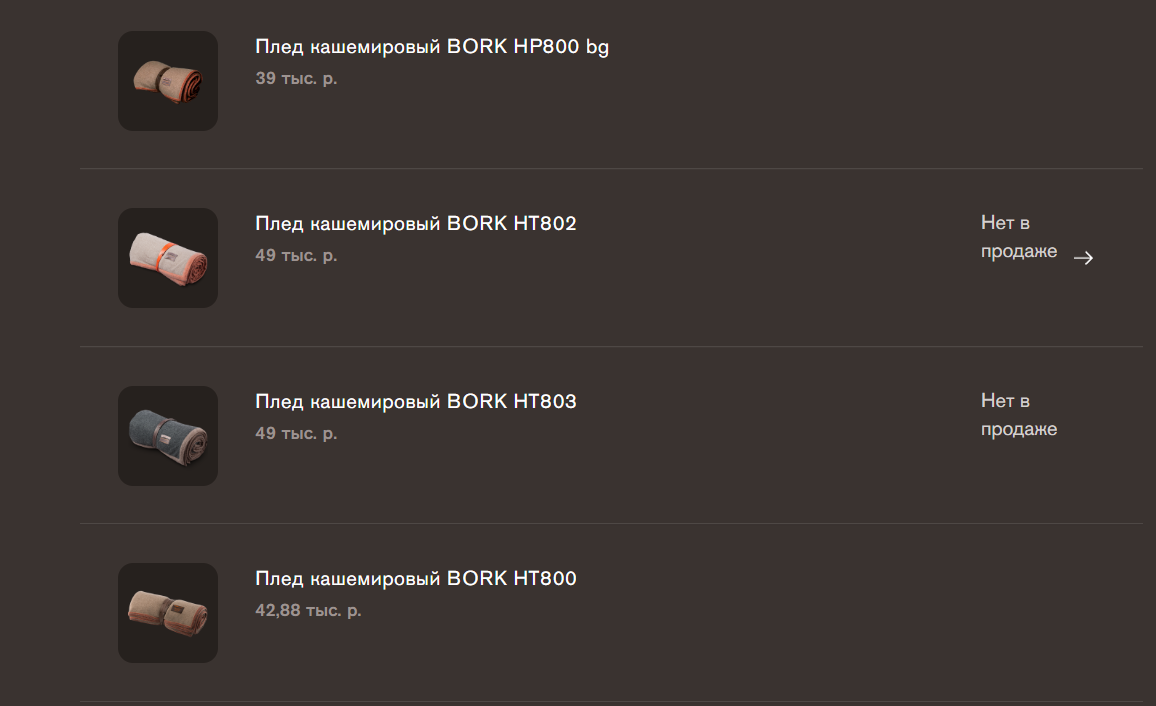 Плед кашемировый BORK HP800 bg
39 тыс. р.
Плед кашемировый BORK HT802
49 тыс. р.
Нет в
продаже
Плед кашемировый BORK HT803
49 тыс. р.
Нет в
продаже
Плед кашемировый BORK HT800
42,88 тыс. р.